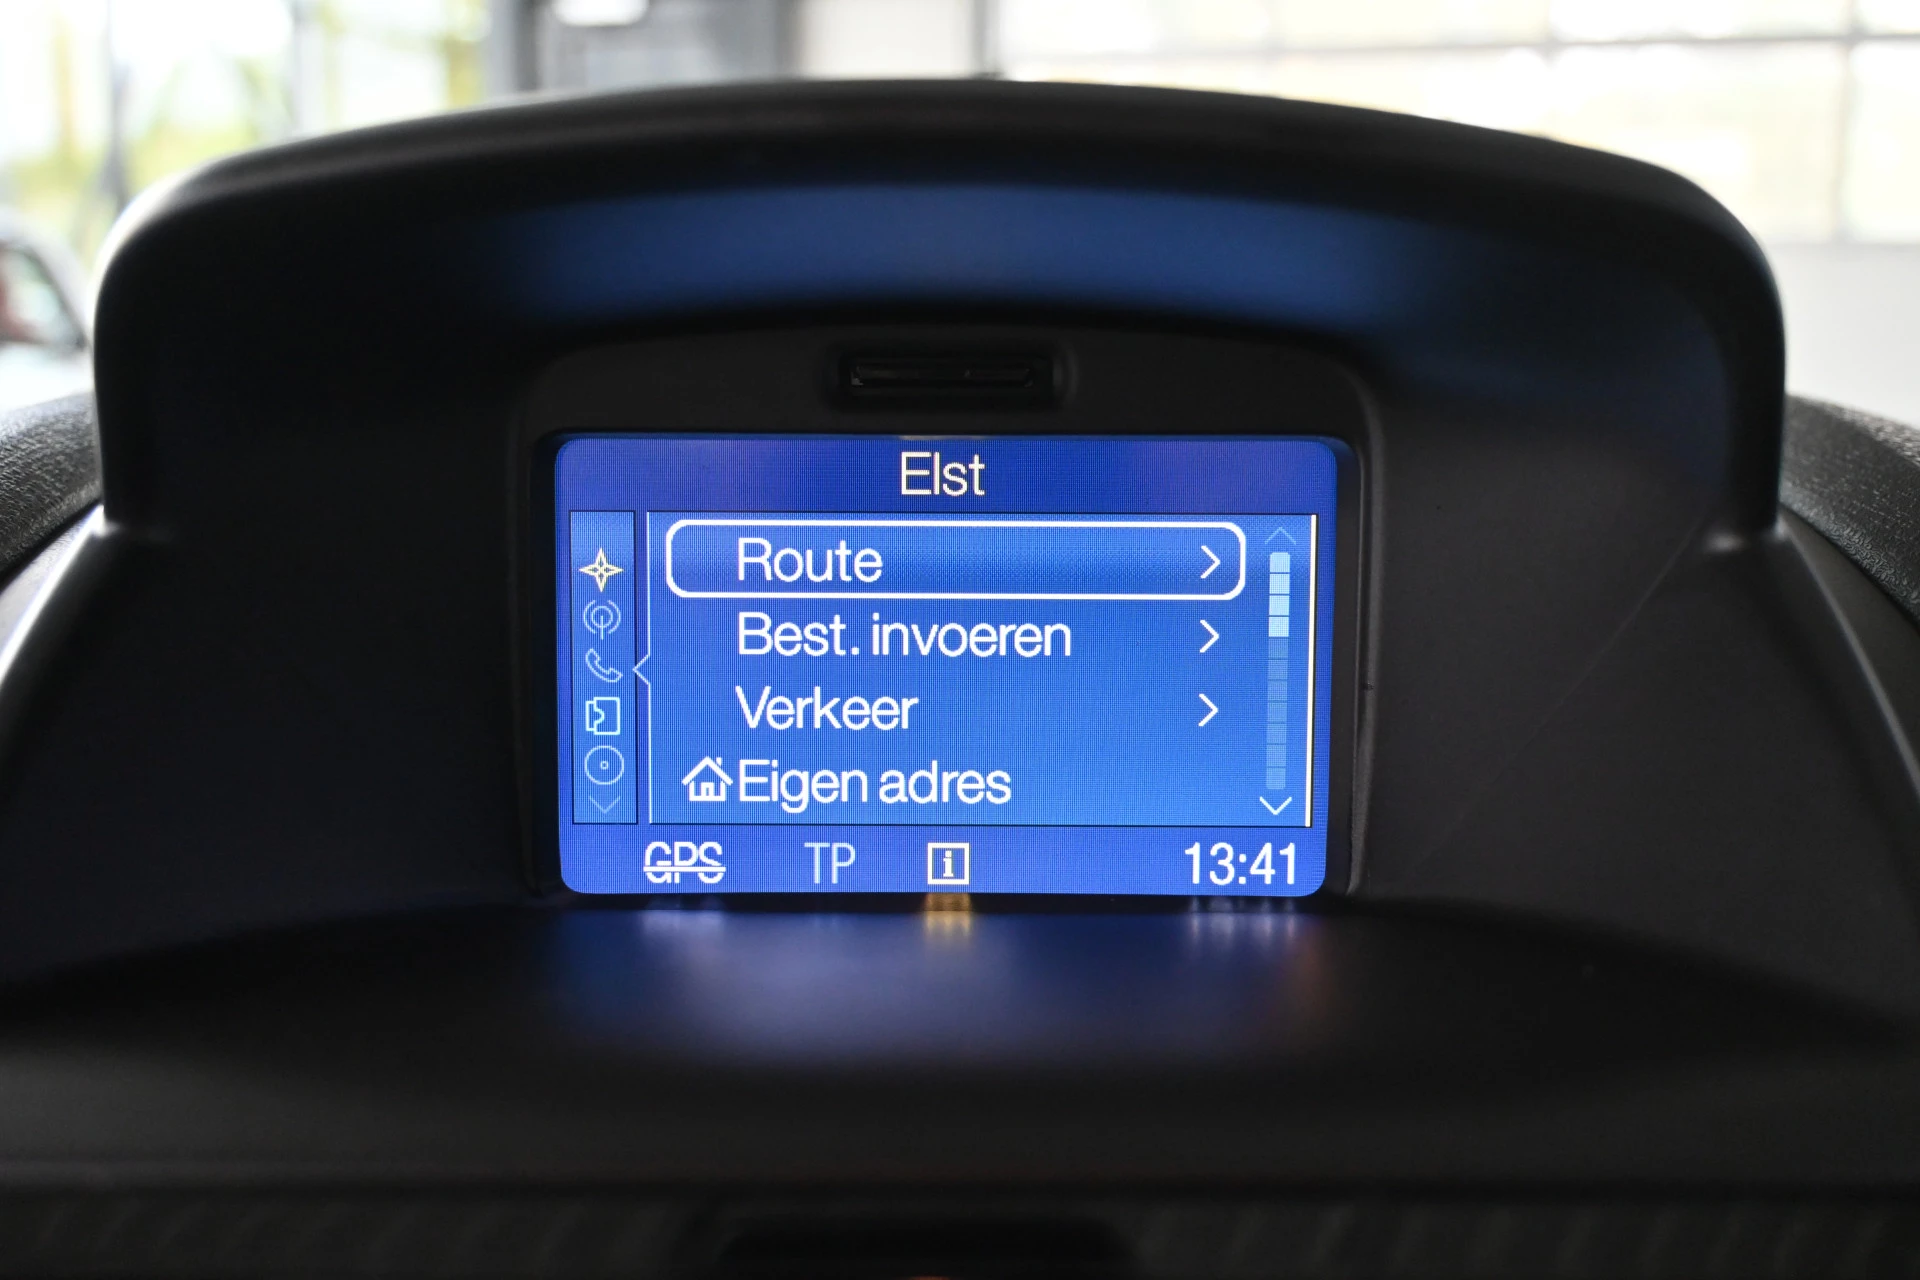 Elst
Route
Best. invoeren
Verkeer
Eigen adres
GPS TP i 13:41